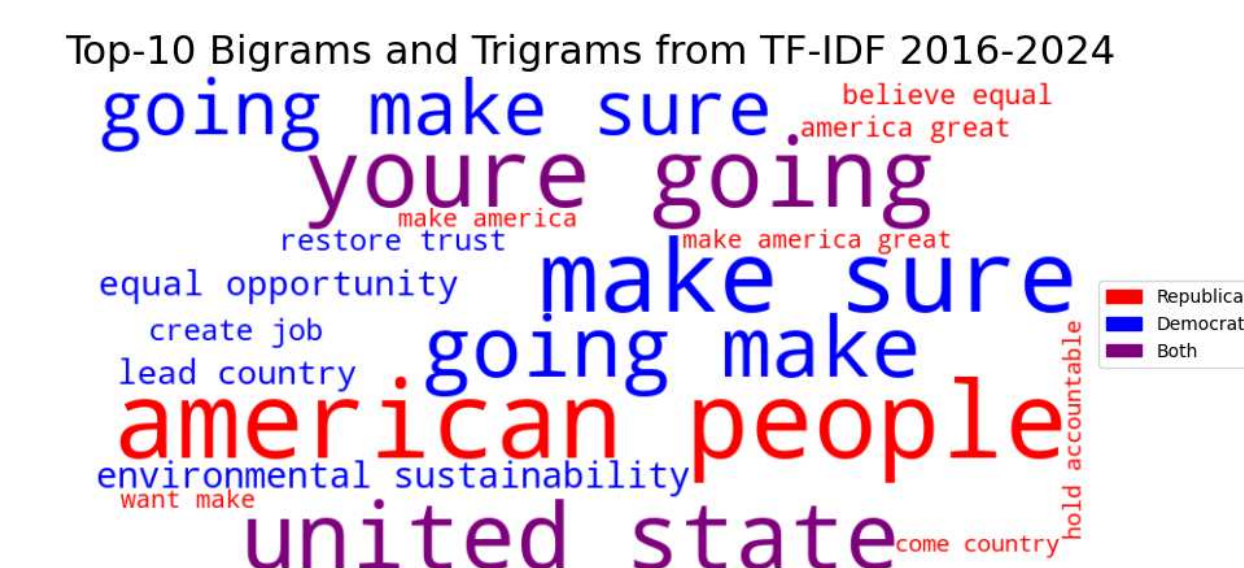 Top-10 Bigrams and Trigrams from TF-IDF 2016-2024
going make sure
believe equal
america great
youre going
make america
restore trust
make america great
equal opportunity
make sure
create job
going make
lead country
american people
hold accountable
environmental sustainability
want make
united state
come country
Republica
Democrat
Both